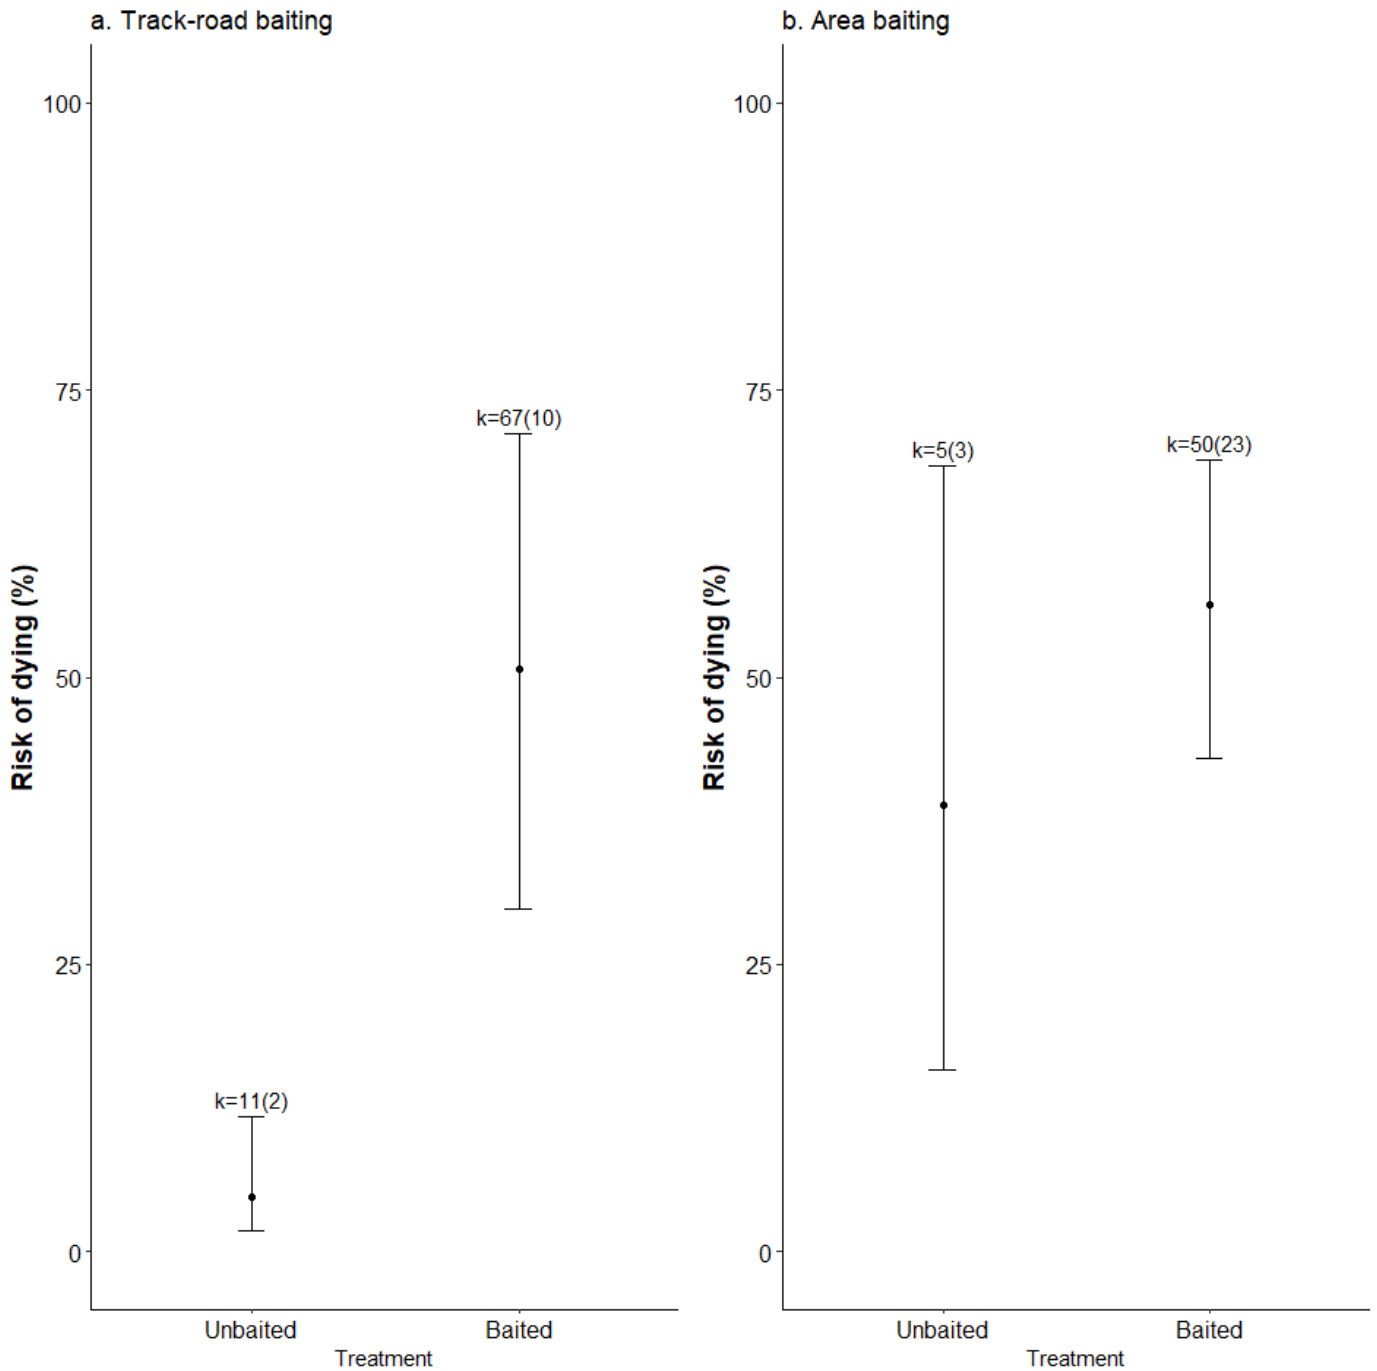 a. Track-road baiting
100
75
50
25
0
Risk of dying (%)
k=11(2)
k=67(10)
Unbaited
Baited
Treatment
b. Area baiting
100
75
50
25
0
Risk of dying (%)
k=5(3)
k=50(23)
Unbaited
Baited
Treatment